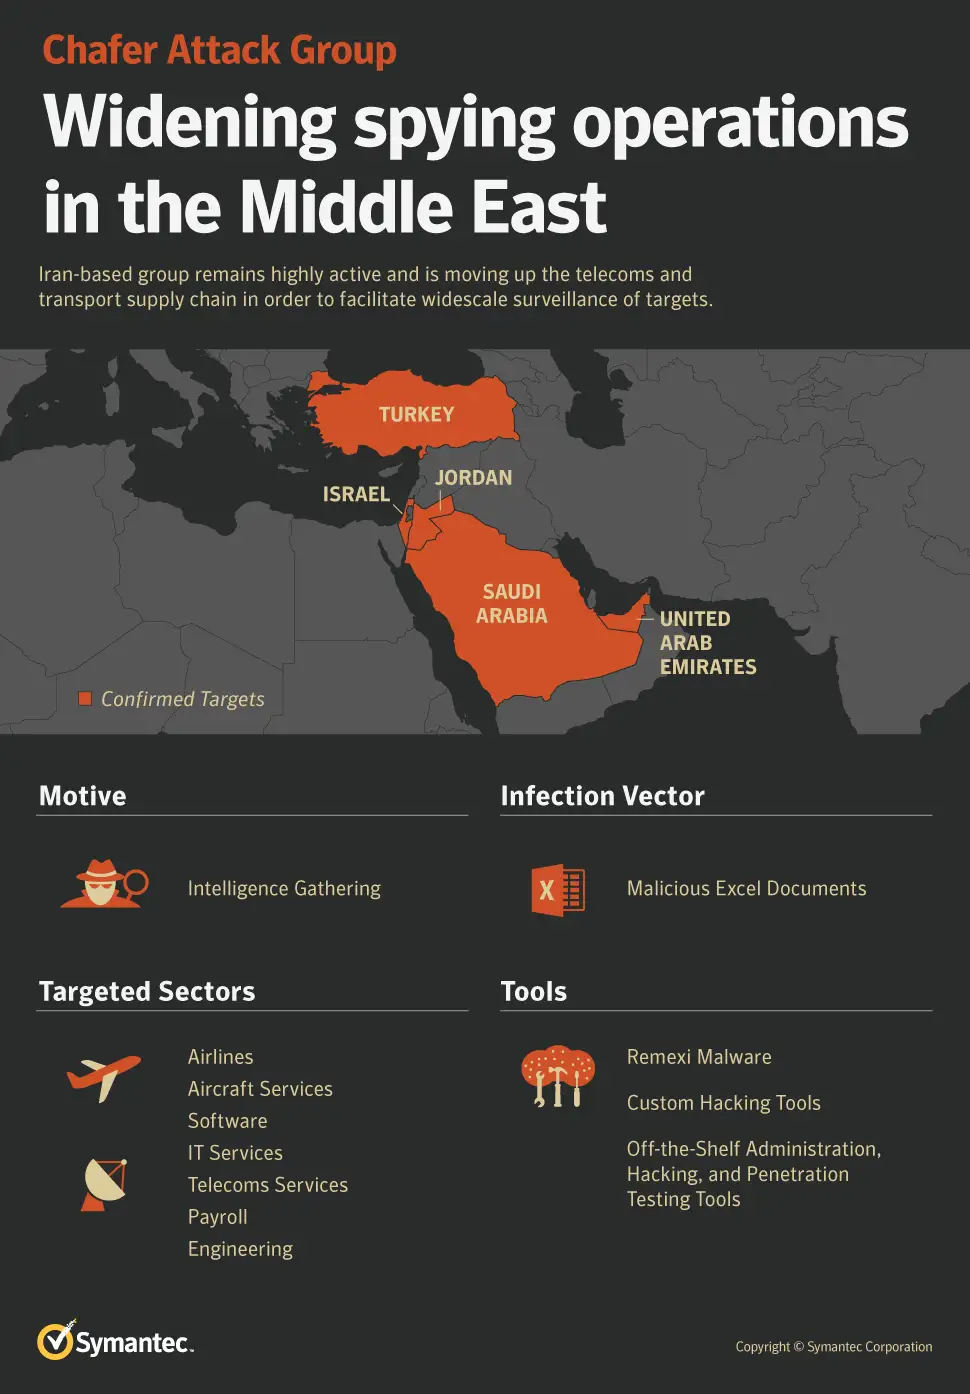 Chafer Attack Group
Widening spying operations
in the Middle East
Iran-based group remains highly active and is moving up the telecoms and
transport supply chain in order to facilitate widescale surveillance of targets.
TURKEY
JORDAN
ISRAEL
SAUDI
ARABIA
UNITED
ARAB
EMIRATES
Confirmed Targets
Motive
Intelligence Gathering
Infection Vector
X
Malicious Excel Documents
Targeted Sectors
Airlines
Aircraft Services
Software
IT Services
Telecoms Services
Payroll
Engineering
Tools
Remexi Malware
Custom Hacking Tools
Off-the-Shelf Administration,
Hacking, and Penetration
Testing Tools
Symantec™
Copyright © Symantec Corporation